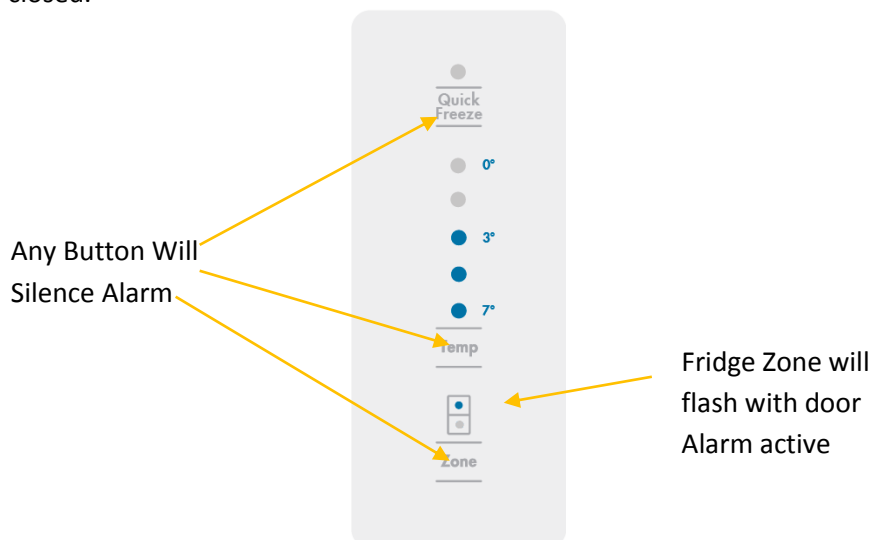 closed.
Quick
Freeze
0°
3°
7°
Temp
Zone
Any Button Will
Silence Alarm
Fridge Zone will
flash with door
Alarm active